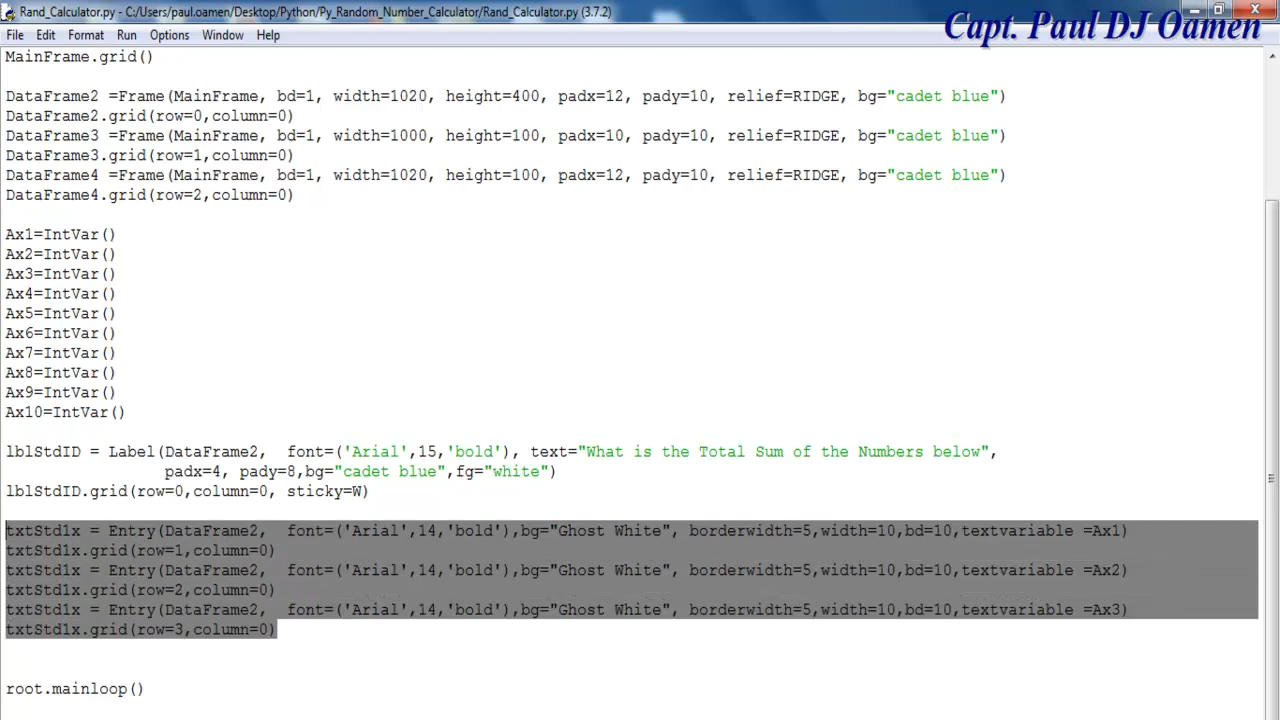 Rand_Calculator.py - C:/Users/paul.oamen/Desktop/Python/Py_Random_Number_Calculator/Rand_Calculator.py (3.7.2)
Capt. Paul DJ Oamen
File Edit Format Run Options Window Help
MainFrame.grid()
DataFrame2 =Frame(MainFrame, bd=1, width=1020, height=400, padx=12, pady=10, relief=RIDGE, bg="cadet blue")
DataFrame2.grid(row=0,column=0)
DataFrame3 =Frame(MainFrame, bd=1, width=1000, height=100, padx=10, pady=10, relief=RIDGE, bg="cadet blue")
DataFrame3.grid(row=1,column=0)
DataFrame4 =Frame(MainFrame, bd=1, width=1020, height=100, padx=12, pady=10, relief=RIDGE, bg="cadet blue")
DataFrame4.grid(row=2,column=0)
Ax1=IntVar()
Ax2=IntVar()
Ax3=IntVar()
Ax4=IntVar()
Ax5=IntVar()
Ax6=IntVar()
Ax7=IntVar()
Ax8=IntVar()
Ax9=IntVar()
Ax10=IntVar()
lblStdID = Label(DataFrame2,  font=('Arial',15,'bold'), text="What is the Total Sum of the Numbers below",
padx=4, pady=8,bg="cadet blue",fg="white")
lblStdID.grid(row=0,column=0, sticky=W)
txtStd1x = Entry(DataFrame2,  font=('Arial',14,'bold'),bg="Ghost White", borderwidth=5,width=10,bd=10,textvariable =Ax1)
txtStd1x.grid(row=1,column=0)
txtStd1x = Entry(DataFrame2,  font=('Arial',14,'bold'),bg="Ghost White", borderwidth=5,width=10,bd=10,textvariable =Ax2)
txtStd1x.grid(row=2,column=0)
txtStd1x = Entry(DataFrame2,  font=('Arial',14,'bold'),bg="Ghost White", borderwidth=5,width=10,bd=10,textvariable =Ax3)
txtStd1x.grid(row=3,column=0)
root.mainloop()